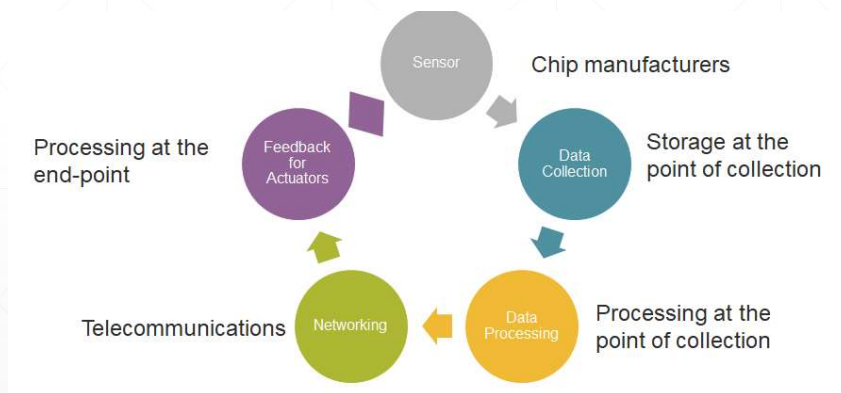 Sensor
Chip manufacturers
Data
Collection
Storage at the
point of collection
Data
Processing
Processing at the
point of collection
Networking
Telecommunications
Feedback
for
Actuators
Processing at the
end-point